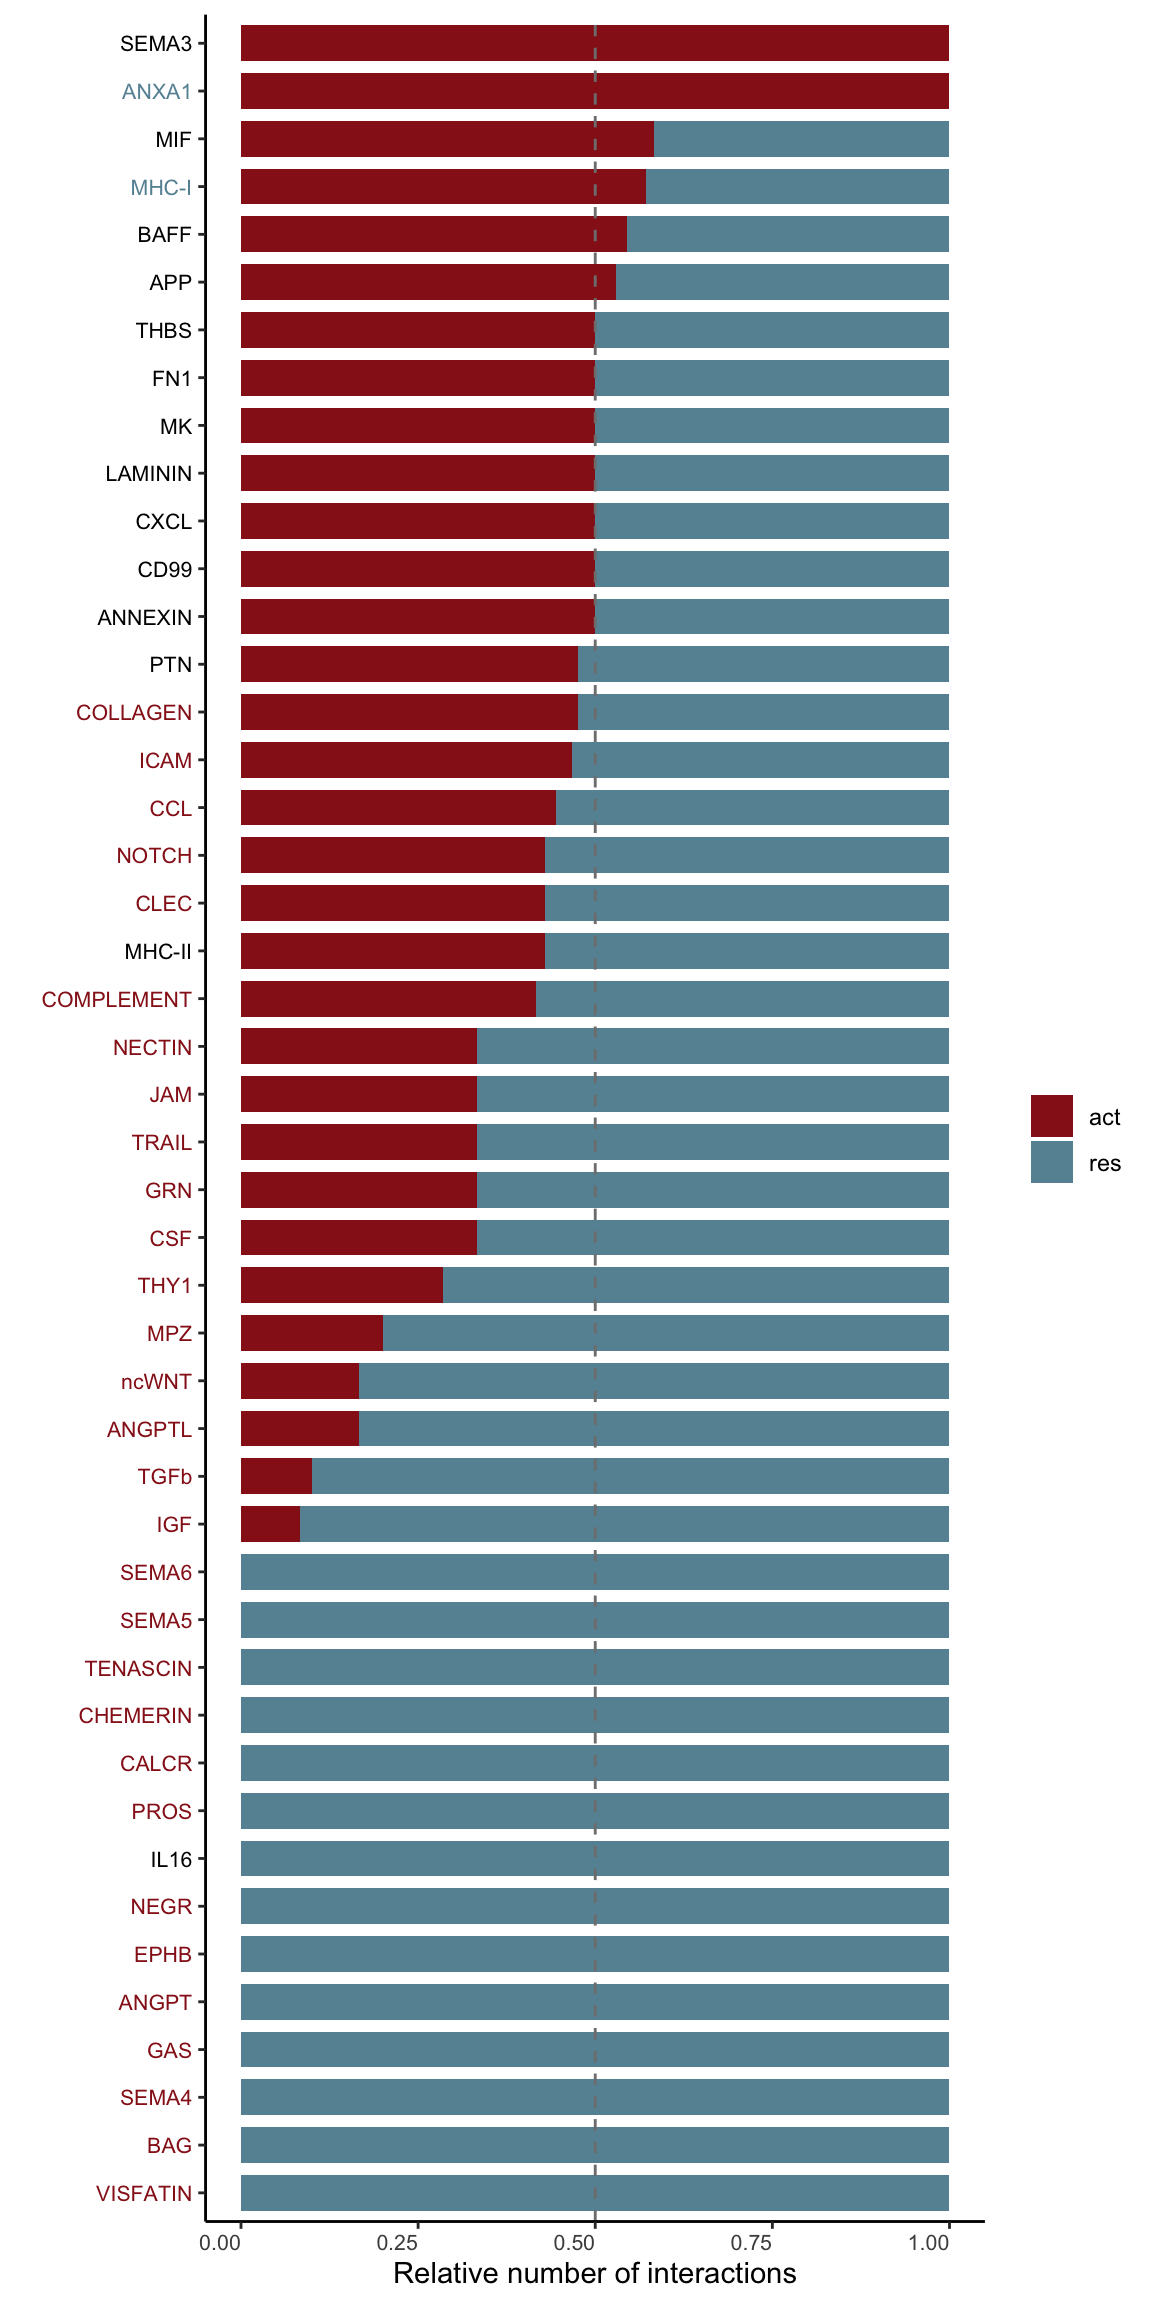 SEMA3
ANXA1
MIF
MHC-I
BAFF
APP
THBS
FN1
MK
LAMININ
CXCL
CD99
ANNEXIN
PTN
COLLAGEN
ICAM
CCL
NOTCH
CLEC
MHC-II
COMPLEMENT
NECTIN
JAM
TRAIL
GRN
CSF
THY1
MPZ
ncWNT
ANGPTL
TGFb
IGF
SEMA6
SEMA5
TENASCIN
CHEMERIN
CALCR
PROS
IL16
NEGR
EPHB
ANGPT
GAS
SEMA4
BAG
VISFATIN
0.00 0.25 0.50 0.75 1.00
Relative number of interactions
act
res